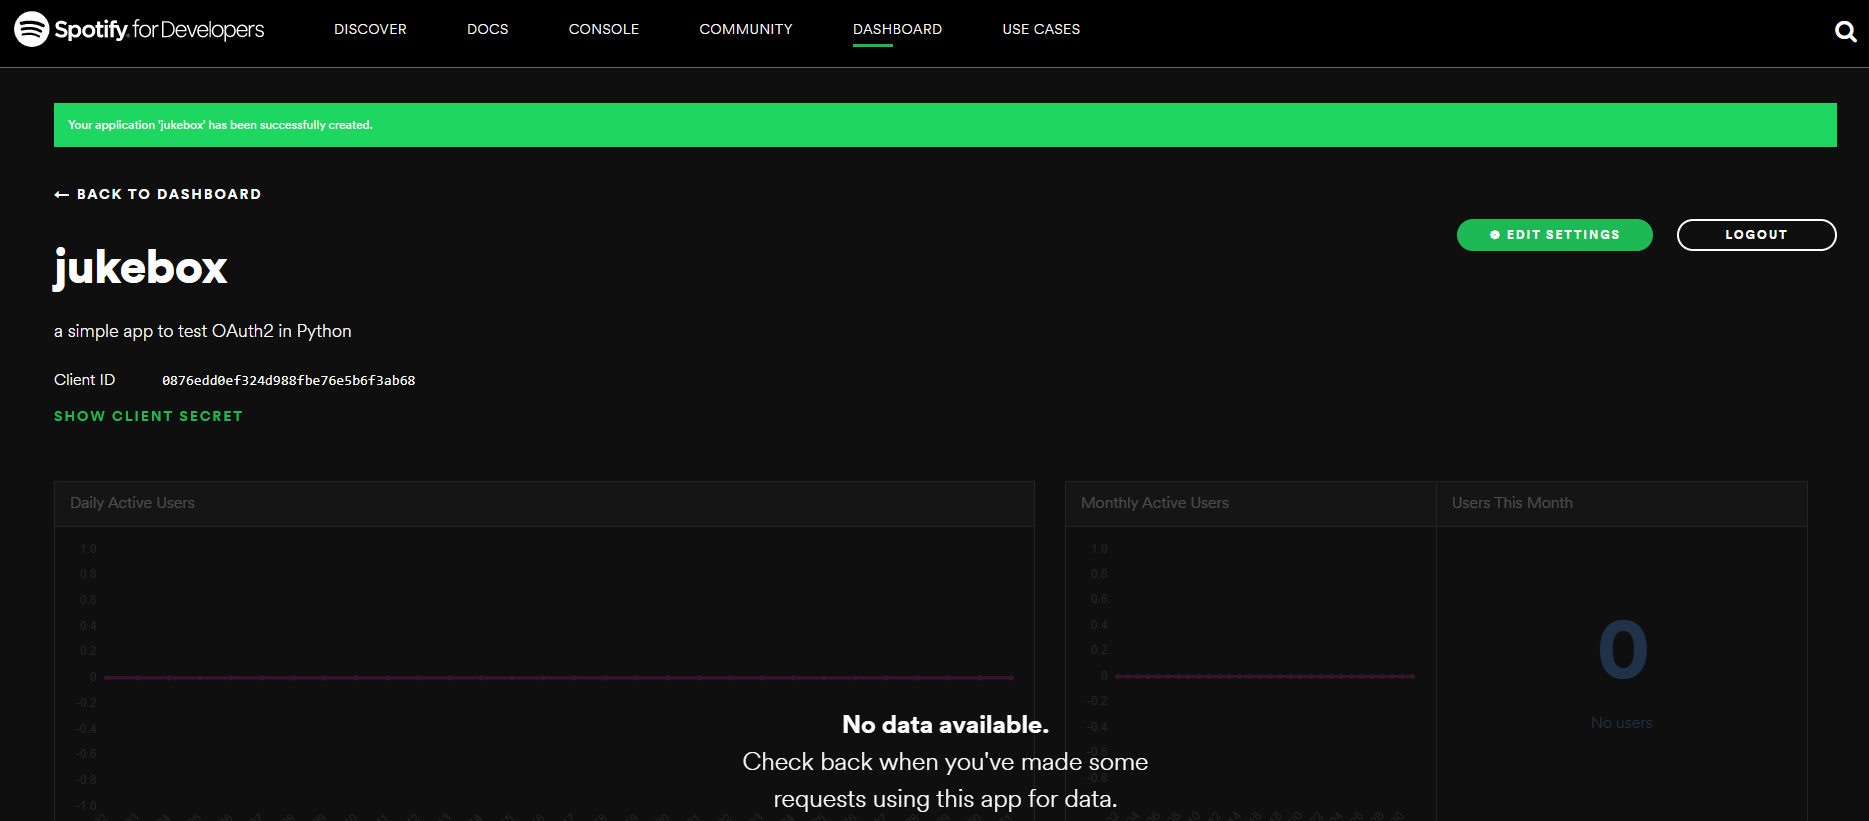 Spotify for Developers
DISCOVER
DOCS
CONSOLE
COMMUNITY
DASHBOARD
USE CASES
Your application 'jukebox' has been successfully created.
← BACK TO DASHBOARD
EDIT SETTINGS
LOGOUT
jukebox
a simple app to test OAuth2 in Python
Client ID 0876edd0ef324d988fbe76e5b6f3ab68
SHOW CLIENT SECRET
Daily Active Users
1.0
0.8
0.6
0.4
0.2
0
-0.2
-0.4
-0.6
-0.8
-1.0
Monthly Active Users
1.0
0.8
0.6
0.4
0.2
0
-0.2
-0.4
-0.6
-0.8
Users This Month
0
No users
No data available.
Check back when you've made some
requests using this app for data.